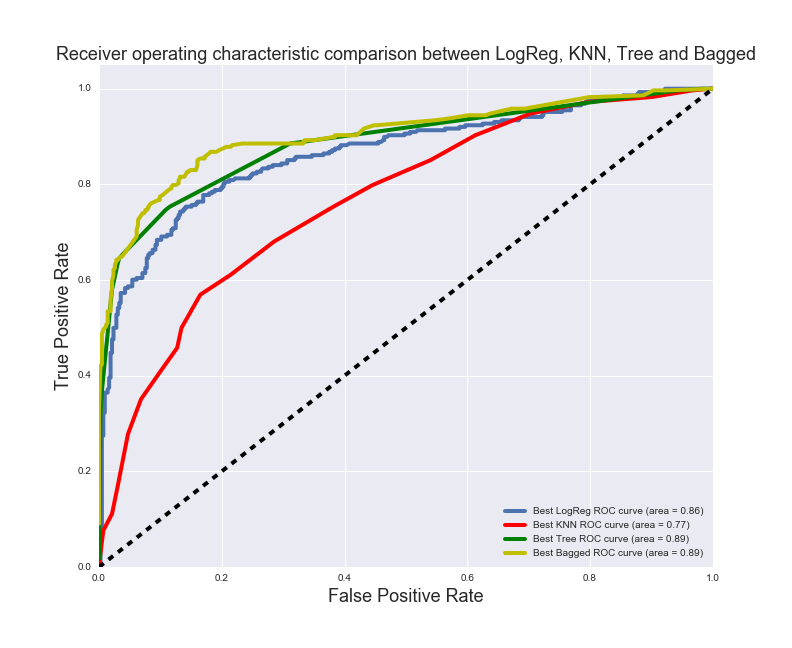 Receiver operating characteristic comparison between LogReg, KNN, Tree and Bagged
1.0
0.8
0.6
0.4
0.2
0.0
True Positive Rate
Best LogReg ROC curve (area = 0.86)
Best KNN ROC curve (area = 0.77)
Best Tree ROC curve (area = 0.89)
Best Bagged ROC curve (area = 0.89)
0.0 0.2 0.4 0.6 0.8 1.0
False Positive Rate